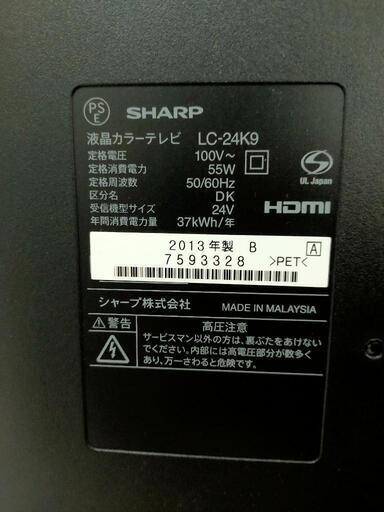 PS
E
SHARP
液晶カラーテレビ LC-24K9
定格電圧 100V~
定格消費電力 55W
定格周波数 50/60Hz
区分名 DK
受信機型サイズ 24V
年間消費電力量 37kWh/年
S
UL Japan
HDMI
2013年製 B A
7593328 >PET<
シャープ株式会社 MADE IN MALAYSIA
⚠警告 高圧注意
サービスマン以外の方は、裏ぶたをあけない
でください。内部には高電圧部分が数多く
あり、万一さわると危険です。